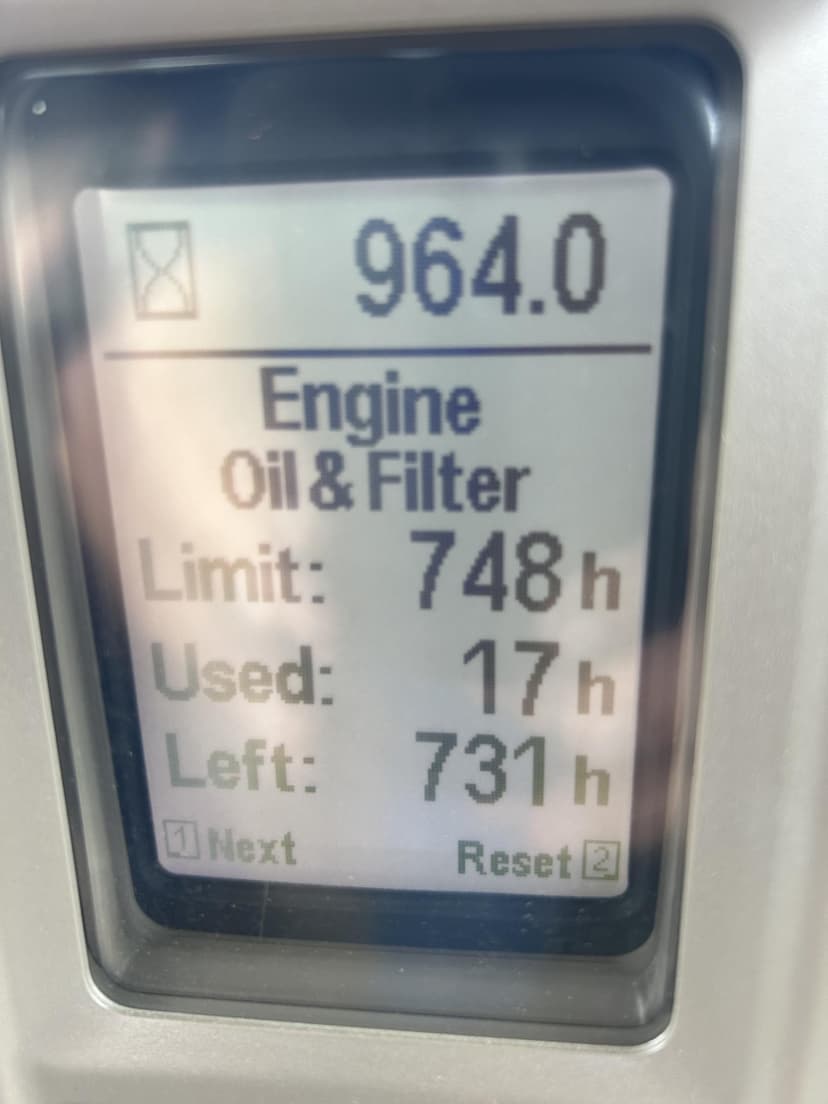 964.0
Engine
Oil & Filter
Limit: 748 h
Used: 17 h
Left: 731 h
1 Next Reset 2